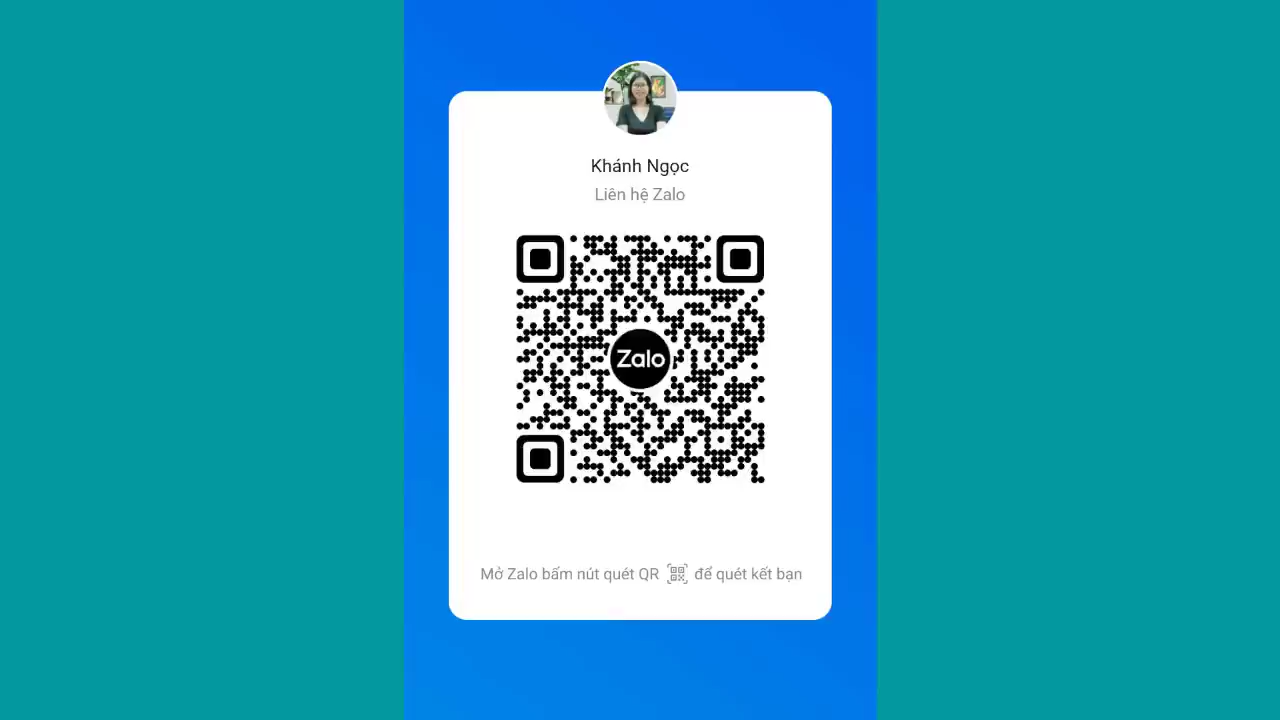 Khánh Ngọc
Liên hệ Zalo
Zalo
Mở Zalo bấm nút quét QR để quét kết bạn